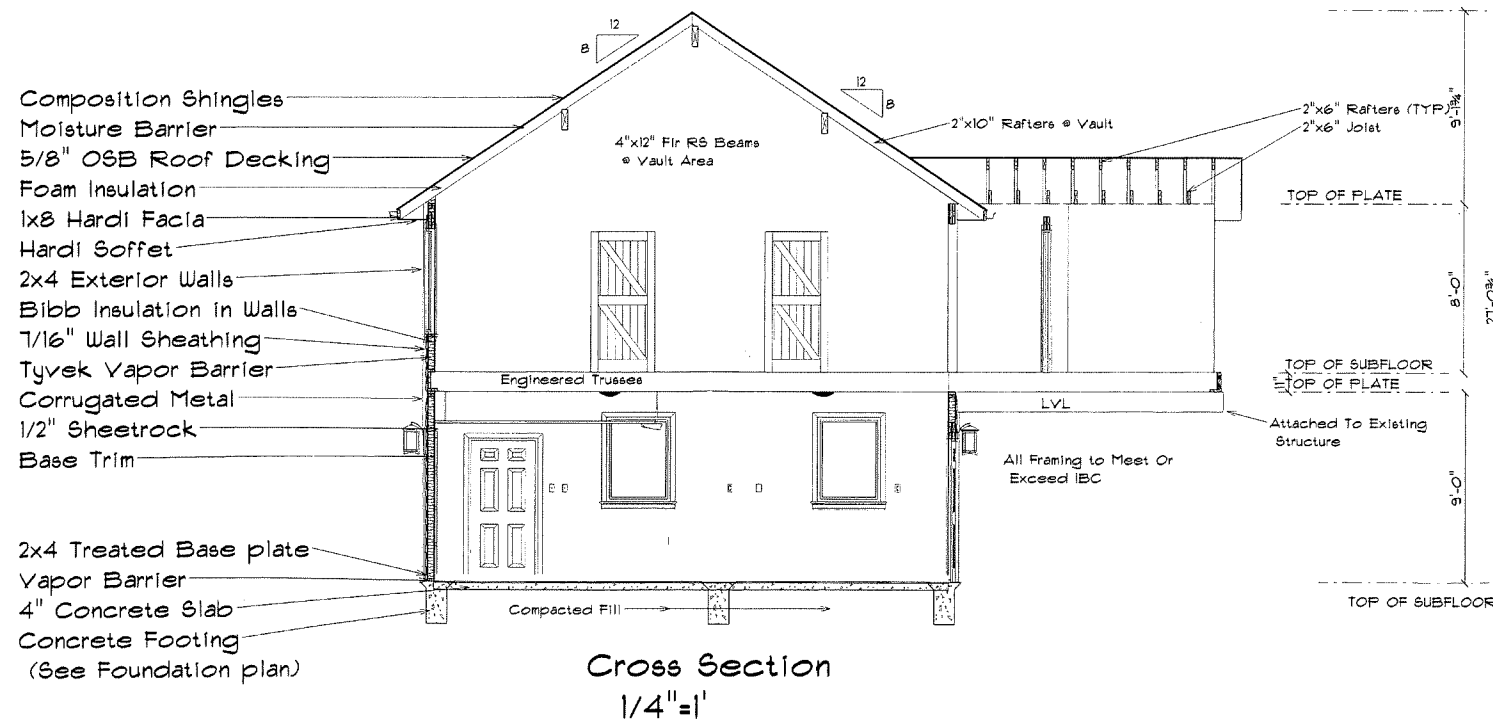 Composition Shingles
Moisture Barrier
5/8" OSB Roof Decking
Foam Insulation
1x8 Hardi Facia
Hardi Soffet
2x4 Exterior Walls
Bibb Insulation in Walls
7/16" Wall Sheathing
Tyvek Vapor Barrier
Corrugated Metal
1/2" Sheetrock
Base Trim
2x4 Treated Base plate
Vapor Barrier
4" Concrete Slab
Concrete Footing
(See Foundation plan)
12
8
12
8
4"x12" Fir RS Beams
@ Vault Area
2"x10" Rafters @ Vault
2"x6" Rafters (TYP)
2"x6" Joist
TOP OF PLATE
8'-0"
TOP OF SUBFLOOR
TOP OF PLATE
Engineered Trusses
LVL
Attached To Existing
Structure
All Framing to Meet Or
Exceed IBC
9'-0"
TOP OF SUBFLOOR
Compacted Fill
Cross Section
1/4"=1'